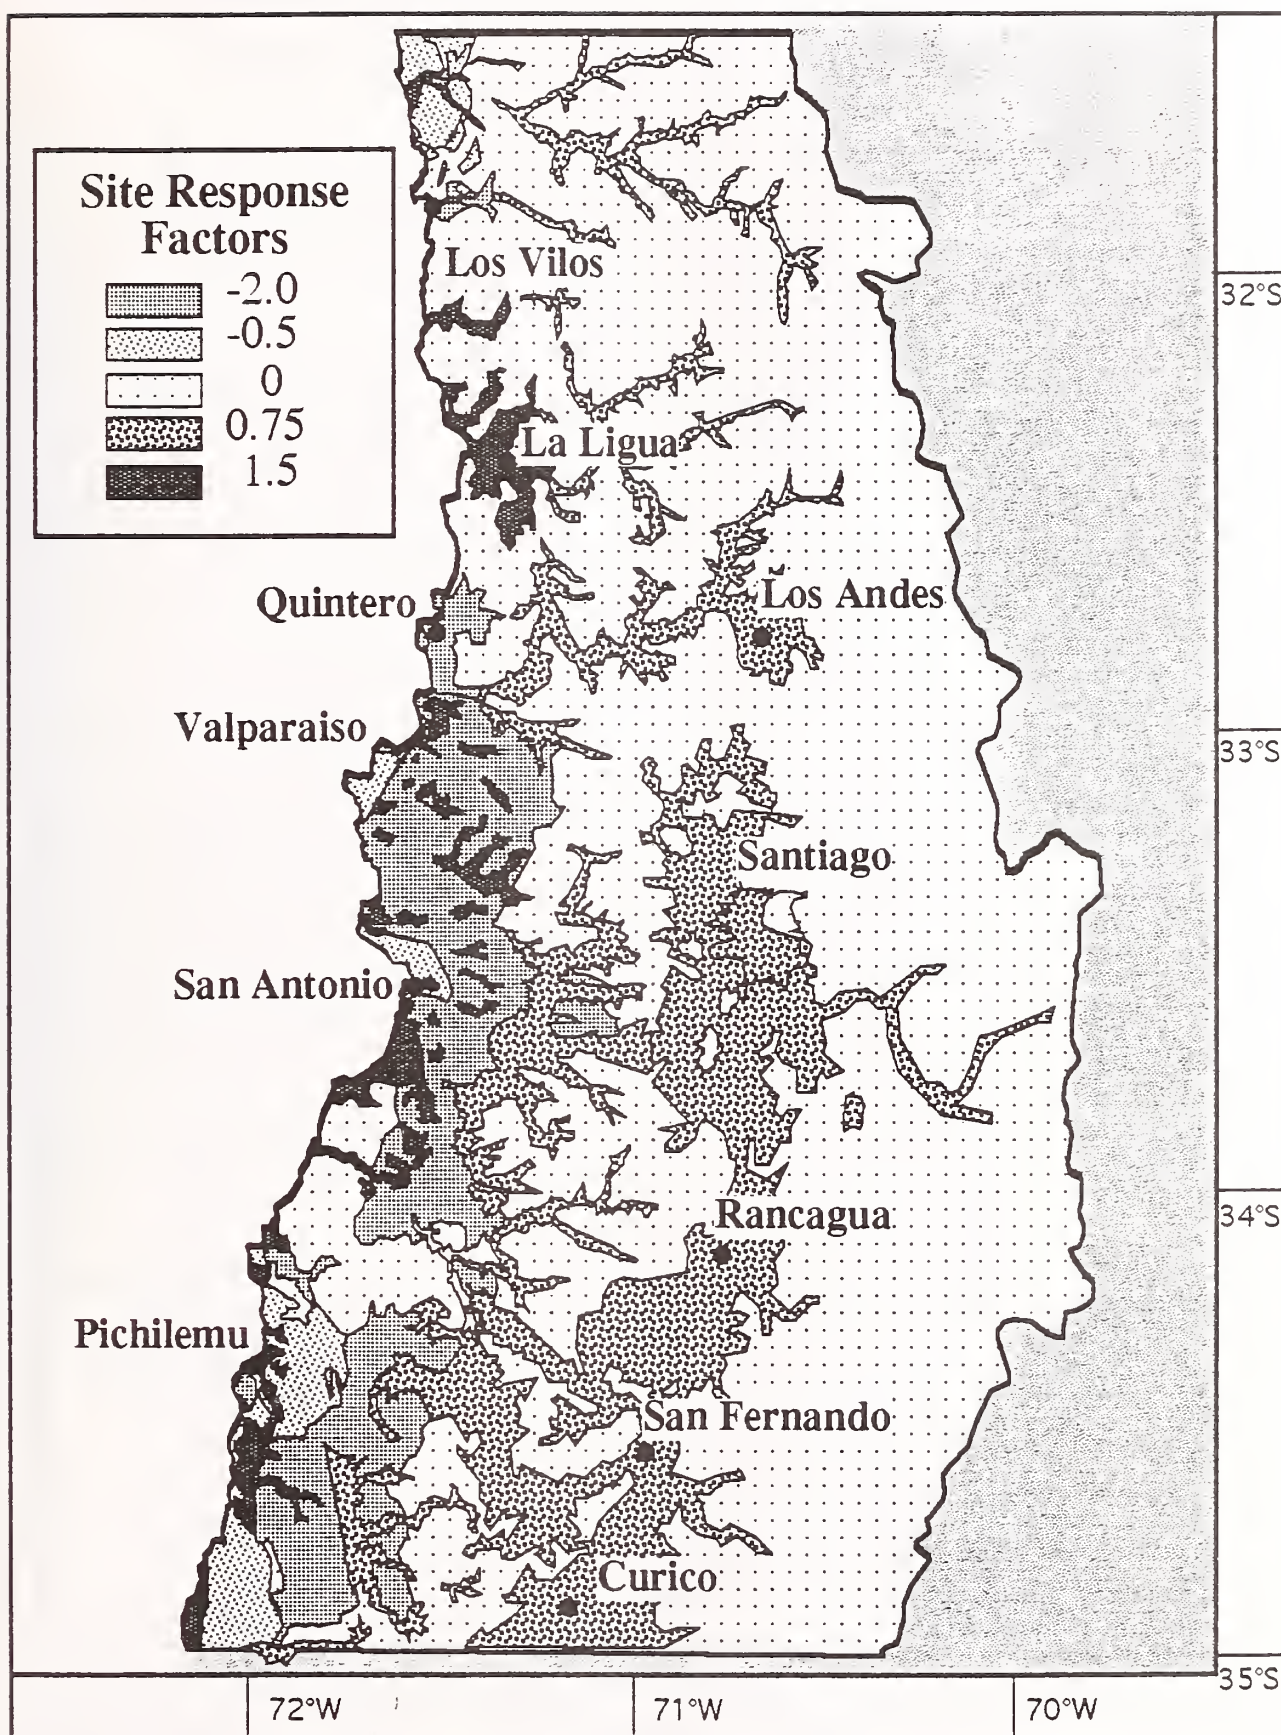 Site Response
Factors
-2.0
-0.5
0
0.75
1.5
Los Vilos
32°S
La Ligua
Quintero
Los Andes
Valparaiso
33°S
Santiago
San Antonio
Rancagua
34°S
Pichilemu
San Fernando
Curico
35°S
72°W
71°W
70°W